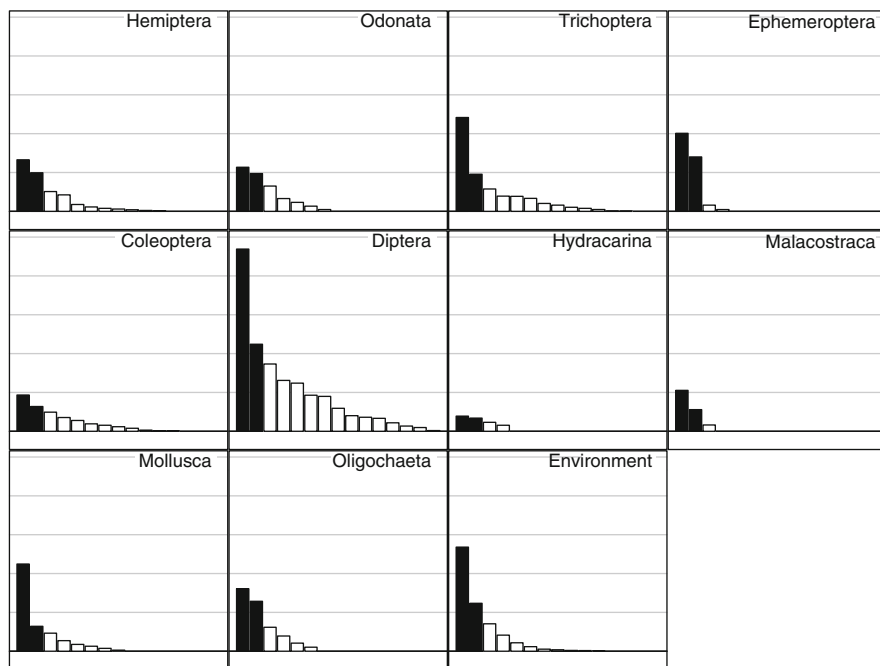 Hemiptera
Odonata
Trichoptera
Ephemeroptera
Coleoptera
Diptera
Hydracarina
Malacostraca
Mollusca
Oligochaeta
Environment